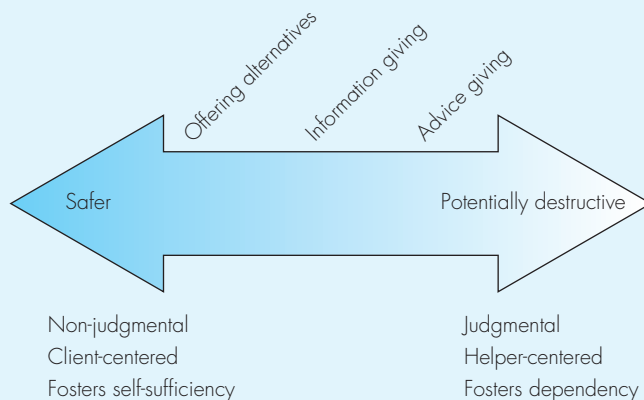 Offering alternatives
Information giving
Advice giving
Safer
Potentially destructive
Non-judgmental
Client-centered
Fosters self-sufficiency
Judgmental
Helper-centered
Fosters dependency